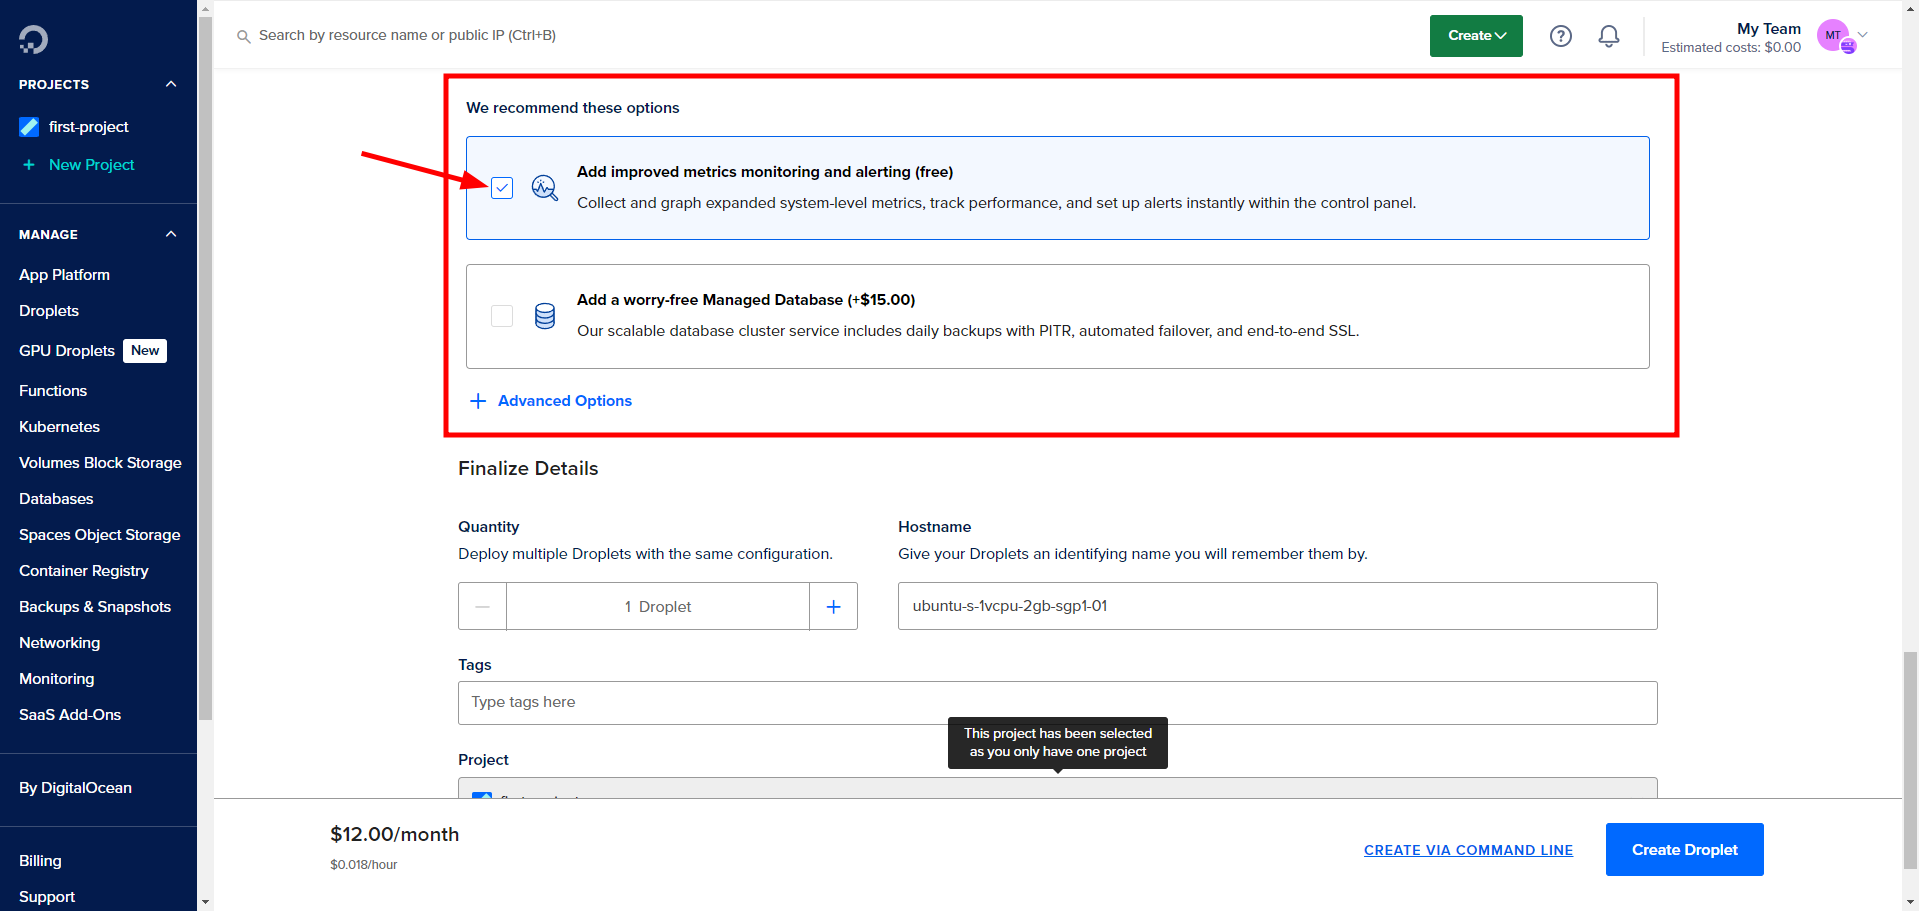 Search by resource name or public IP (Ctrl+B)
Create
My Team
Estimated costs: $0.00
MT
PROJECTS
first-project
+ New Project
MANAGE
App Platform
Droplets
GPU Droplets New
Functions
Kubernetes
Volumes Block Storage
Databases
Spaces Object Storage
Container Registry
Backups & Snapshots
Networking
Monitoring
SaaS Add-Ons
By DigitalOcean
Billing
Support
We recommend these options
Add improved metrics monitoring and alerting (free)
Collect and graph expanded system-level metrics, track performance, and set up alerts instantly within the control panel.
Add a worry-free Managed Database (+$15.00)
Our scalable database cluster service includes daily backups with PITR, automated failover, and end-to-end SSL.
+ Advanced Options
Finalize Details
Quantity
Deploy multiple Droplets with the same configuration.
1 Droplet
Hostname
Give your Droplets an identifying name you will remember them by.
ubuntu-s-1vcpu-2gb-sgp1-01
Tags
Type tags here
This project has been selected
as you only have one project
Project
$12.00/month
$0.018/hour
CREATE VIA COMMAND LINE
Create Droplet